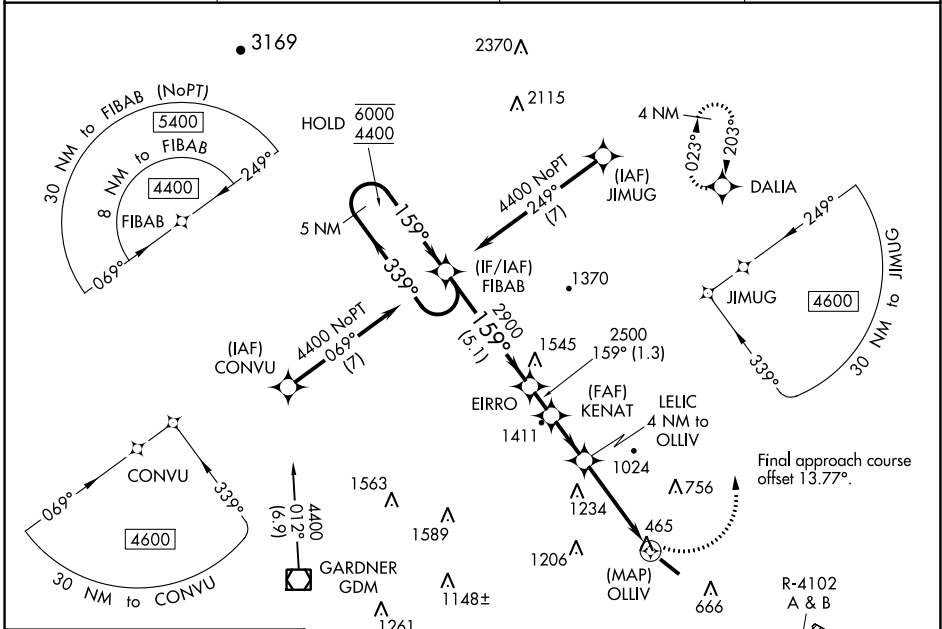 3169
2370
2115
30 NM to FIBAB (NoPT)
5400
8 NM to FIBAB
4400
FIBAB
249°
069°
HOLD
6000
4400
5 NM
159°
339°
4400 NoPT
249°
(7)
(IAF)
JIMUG
4 NM
023°
203°
DALIA
(IF/IAF)
FIBAB
1370
249°
JIMUG
4600
339°
30 NM to JIMUG
4400 NoPT
069°
(7)
(IAF)
CONVU
2900
159°
(5.1)
1545
2500
159° (1.3)
EIRRO
(FAF)
KENAT
LELIC
4 NM to
OLLIV
1411
1024
Final approach course
offset 13.77°.
CONVU
069°
339°
4600
30 NM to CONVU
1563
1589
1234
756
465
4400
012°
(6.9)
GARDNER
GDM
1206
(MAP)
OLLIV
1148±
666
1261
R-4102
A & B